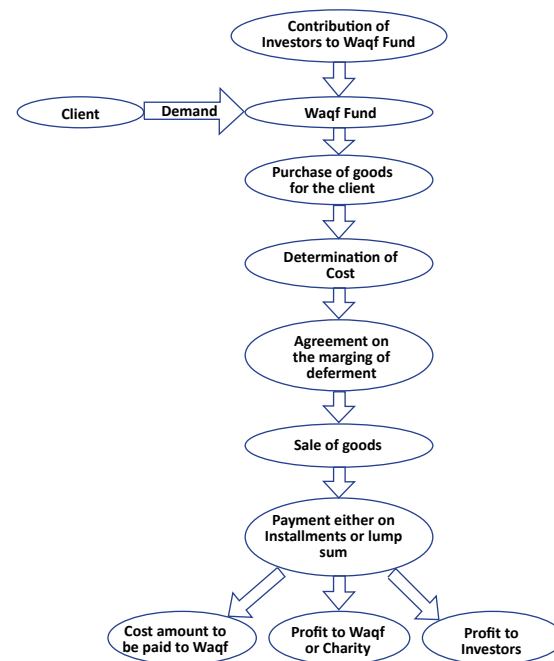 Contribution of
Investors to Waqf Fund
Client
Demand
Waqf Fund
Purchase of goods
for the client
Determination of
Cost
Agreement on
the marging of
deferment
Sale of goods
Payment either on
Installments or lump
sum
Cost amount to
be paid to Waqf
Profit to Waqf
or Charity
Profit to
Investors